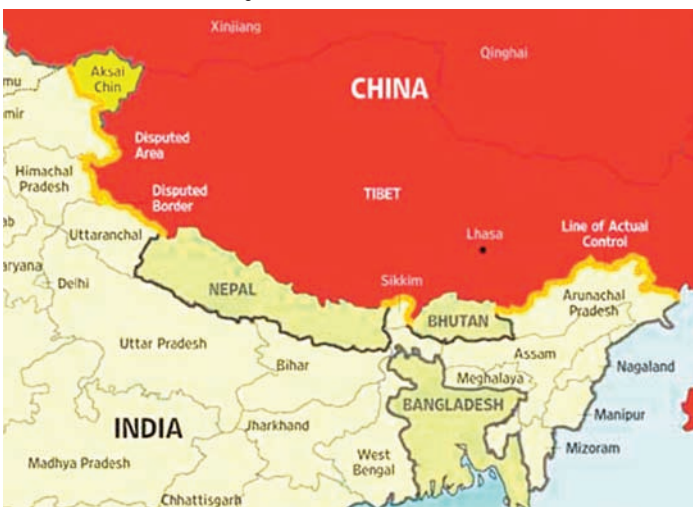 Xinjiang
Qinghai
Aksai
Chin
CHINA
mu
mir
Disputed
Area
Himachal
Pradesh
Disputed
Border
TIBET
ab
Uttaranchal
Lhasa
Line of Actual
Control
aryana
Delhi
NEPAL
Sikkim
BHUTAN
Arunachal
Pradesh
Uttar Pradesh
Bihar
Assam
Nagaland
Meghalaya
BANGLADESH
INDIA
Jharkhand
Manipur
West
Bengal
Mizoram
Madhya Pradesh
Chhattisgarh